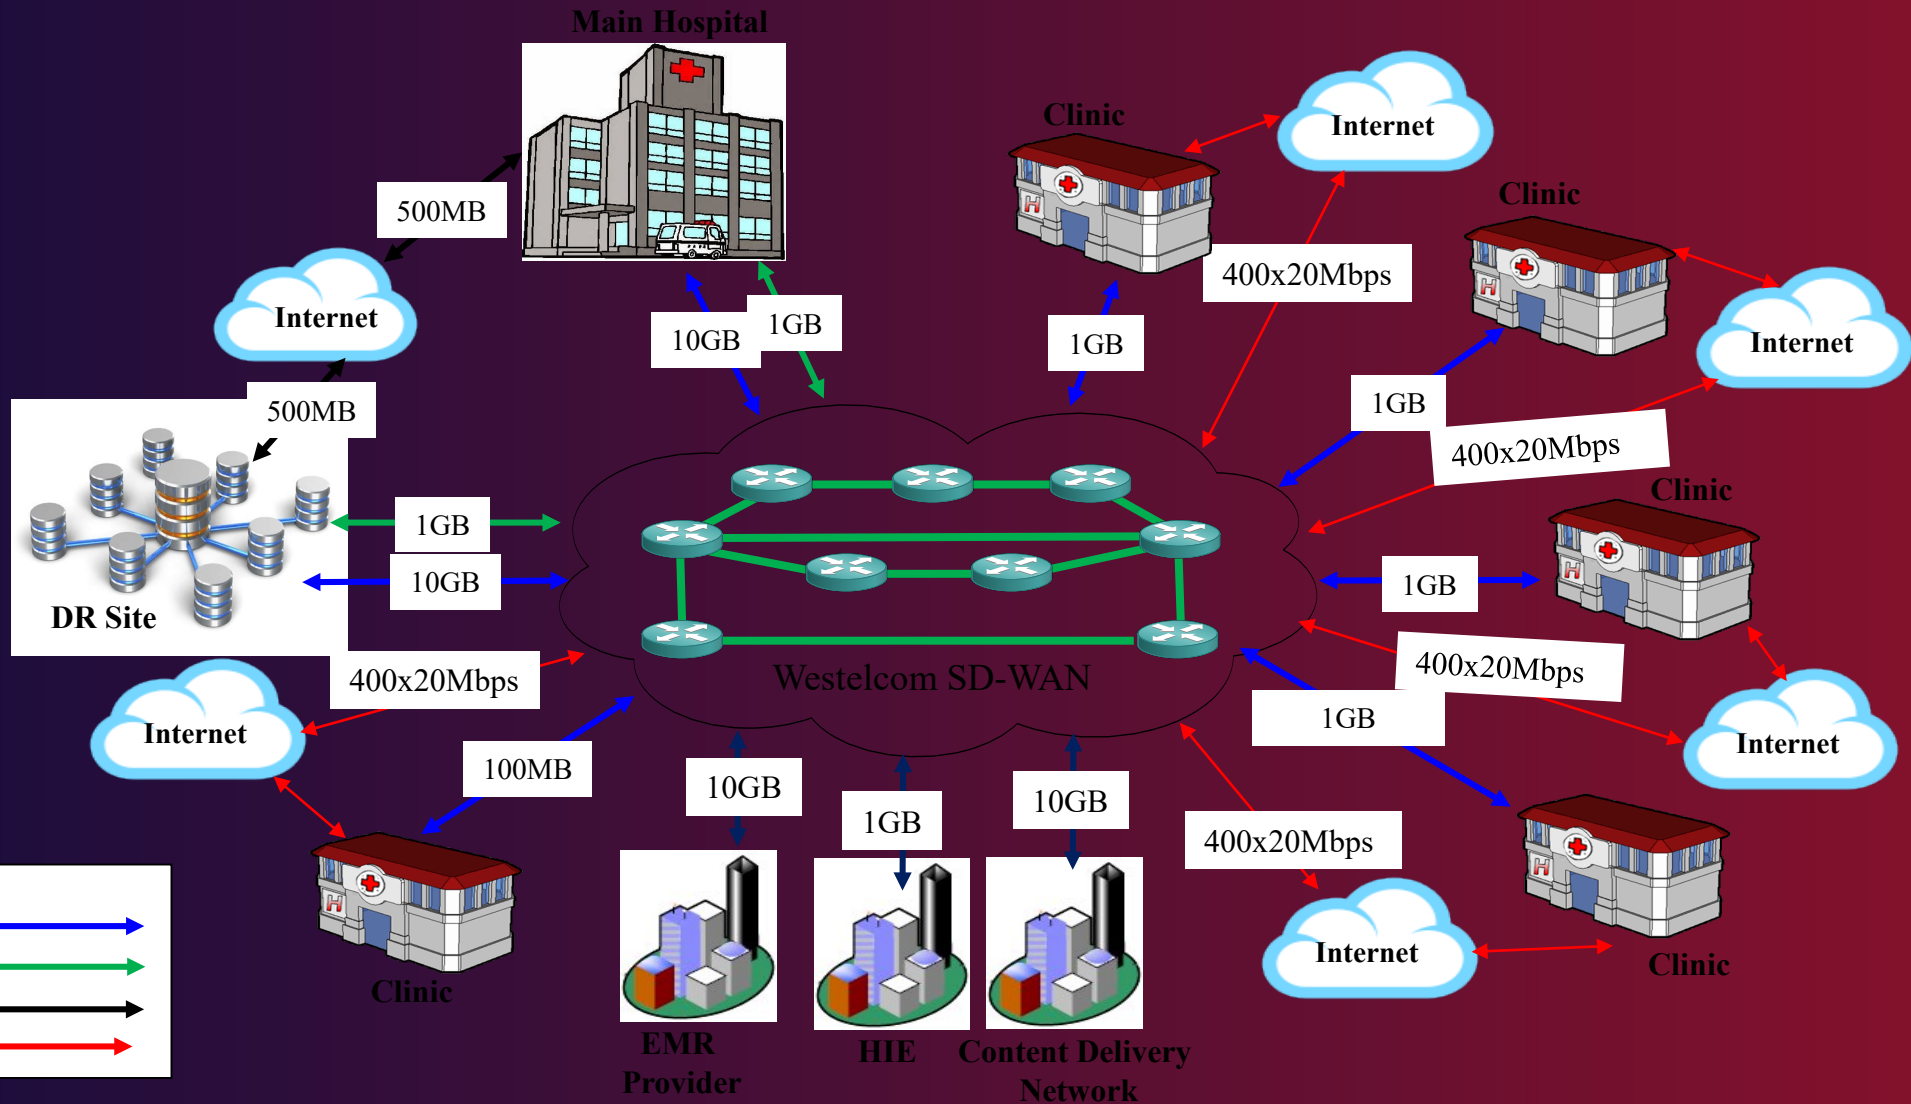 Main Hospital
Clinic
Internet
Clinic
500MB
400x20Mbps
Internet
10GB
1GB
1GB
Internet
500MB
1GB
400x20Mbps
Clinic
1GB
10GB
1GB
DR Site
400x20Mbps
400x20Mbps
Westelcom SD-WAN
1GB
Internet
Internet
100MB
10GB
1GB
10GB
400x20Mbps
H
H
H
H
H
Internet
Clinic
Clinic
EMR
Provider
HIE
Content Delivery
Network